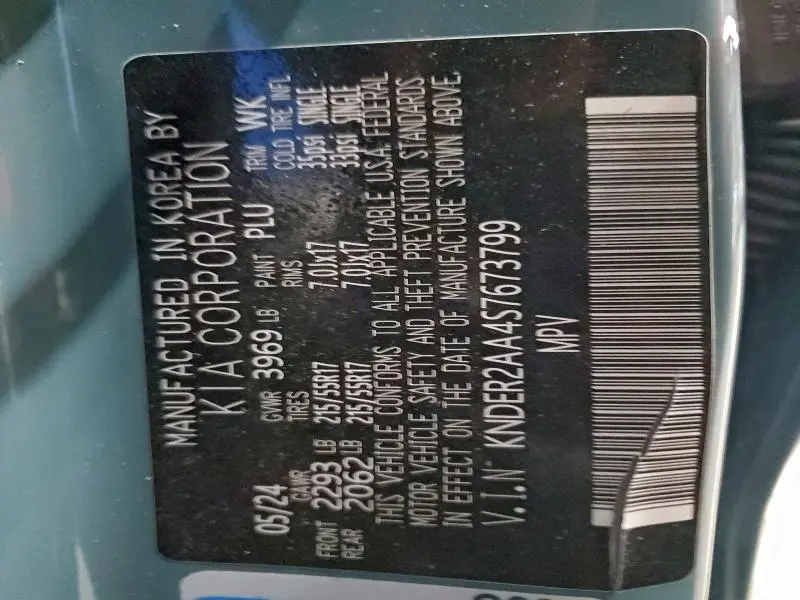 MANUFACTURED IN KOREA BY
KIA CORPORATION
05/24 GVWR 3969 LB PAINT PLU TRIM WK
GAWR TIRES RIMS COLD TIRE INFL
FRONT 2293 LB 215/55R17 7.0Jx17 35psi SINGLE
REAR 2062 LB 215/55R17 7.0Jx17 33psi SINGLE
THIS VEHICLE CONFORMS TO ALL APPLICABLE U.S.A. FEDERAL
MOTOR VEHICLE SAFETY AND THEFT PREVENTION STANDARDS
IN EFFECT ON THE DATE OF MANUFACTURE SHOWN ABOVE.
V.I.N KNDER2AA4S7673799
MPV